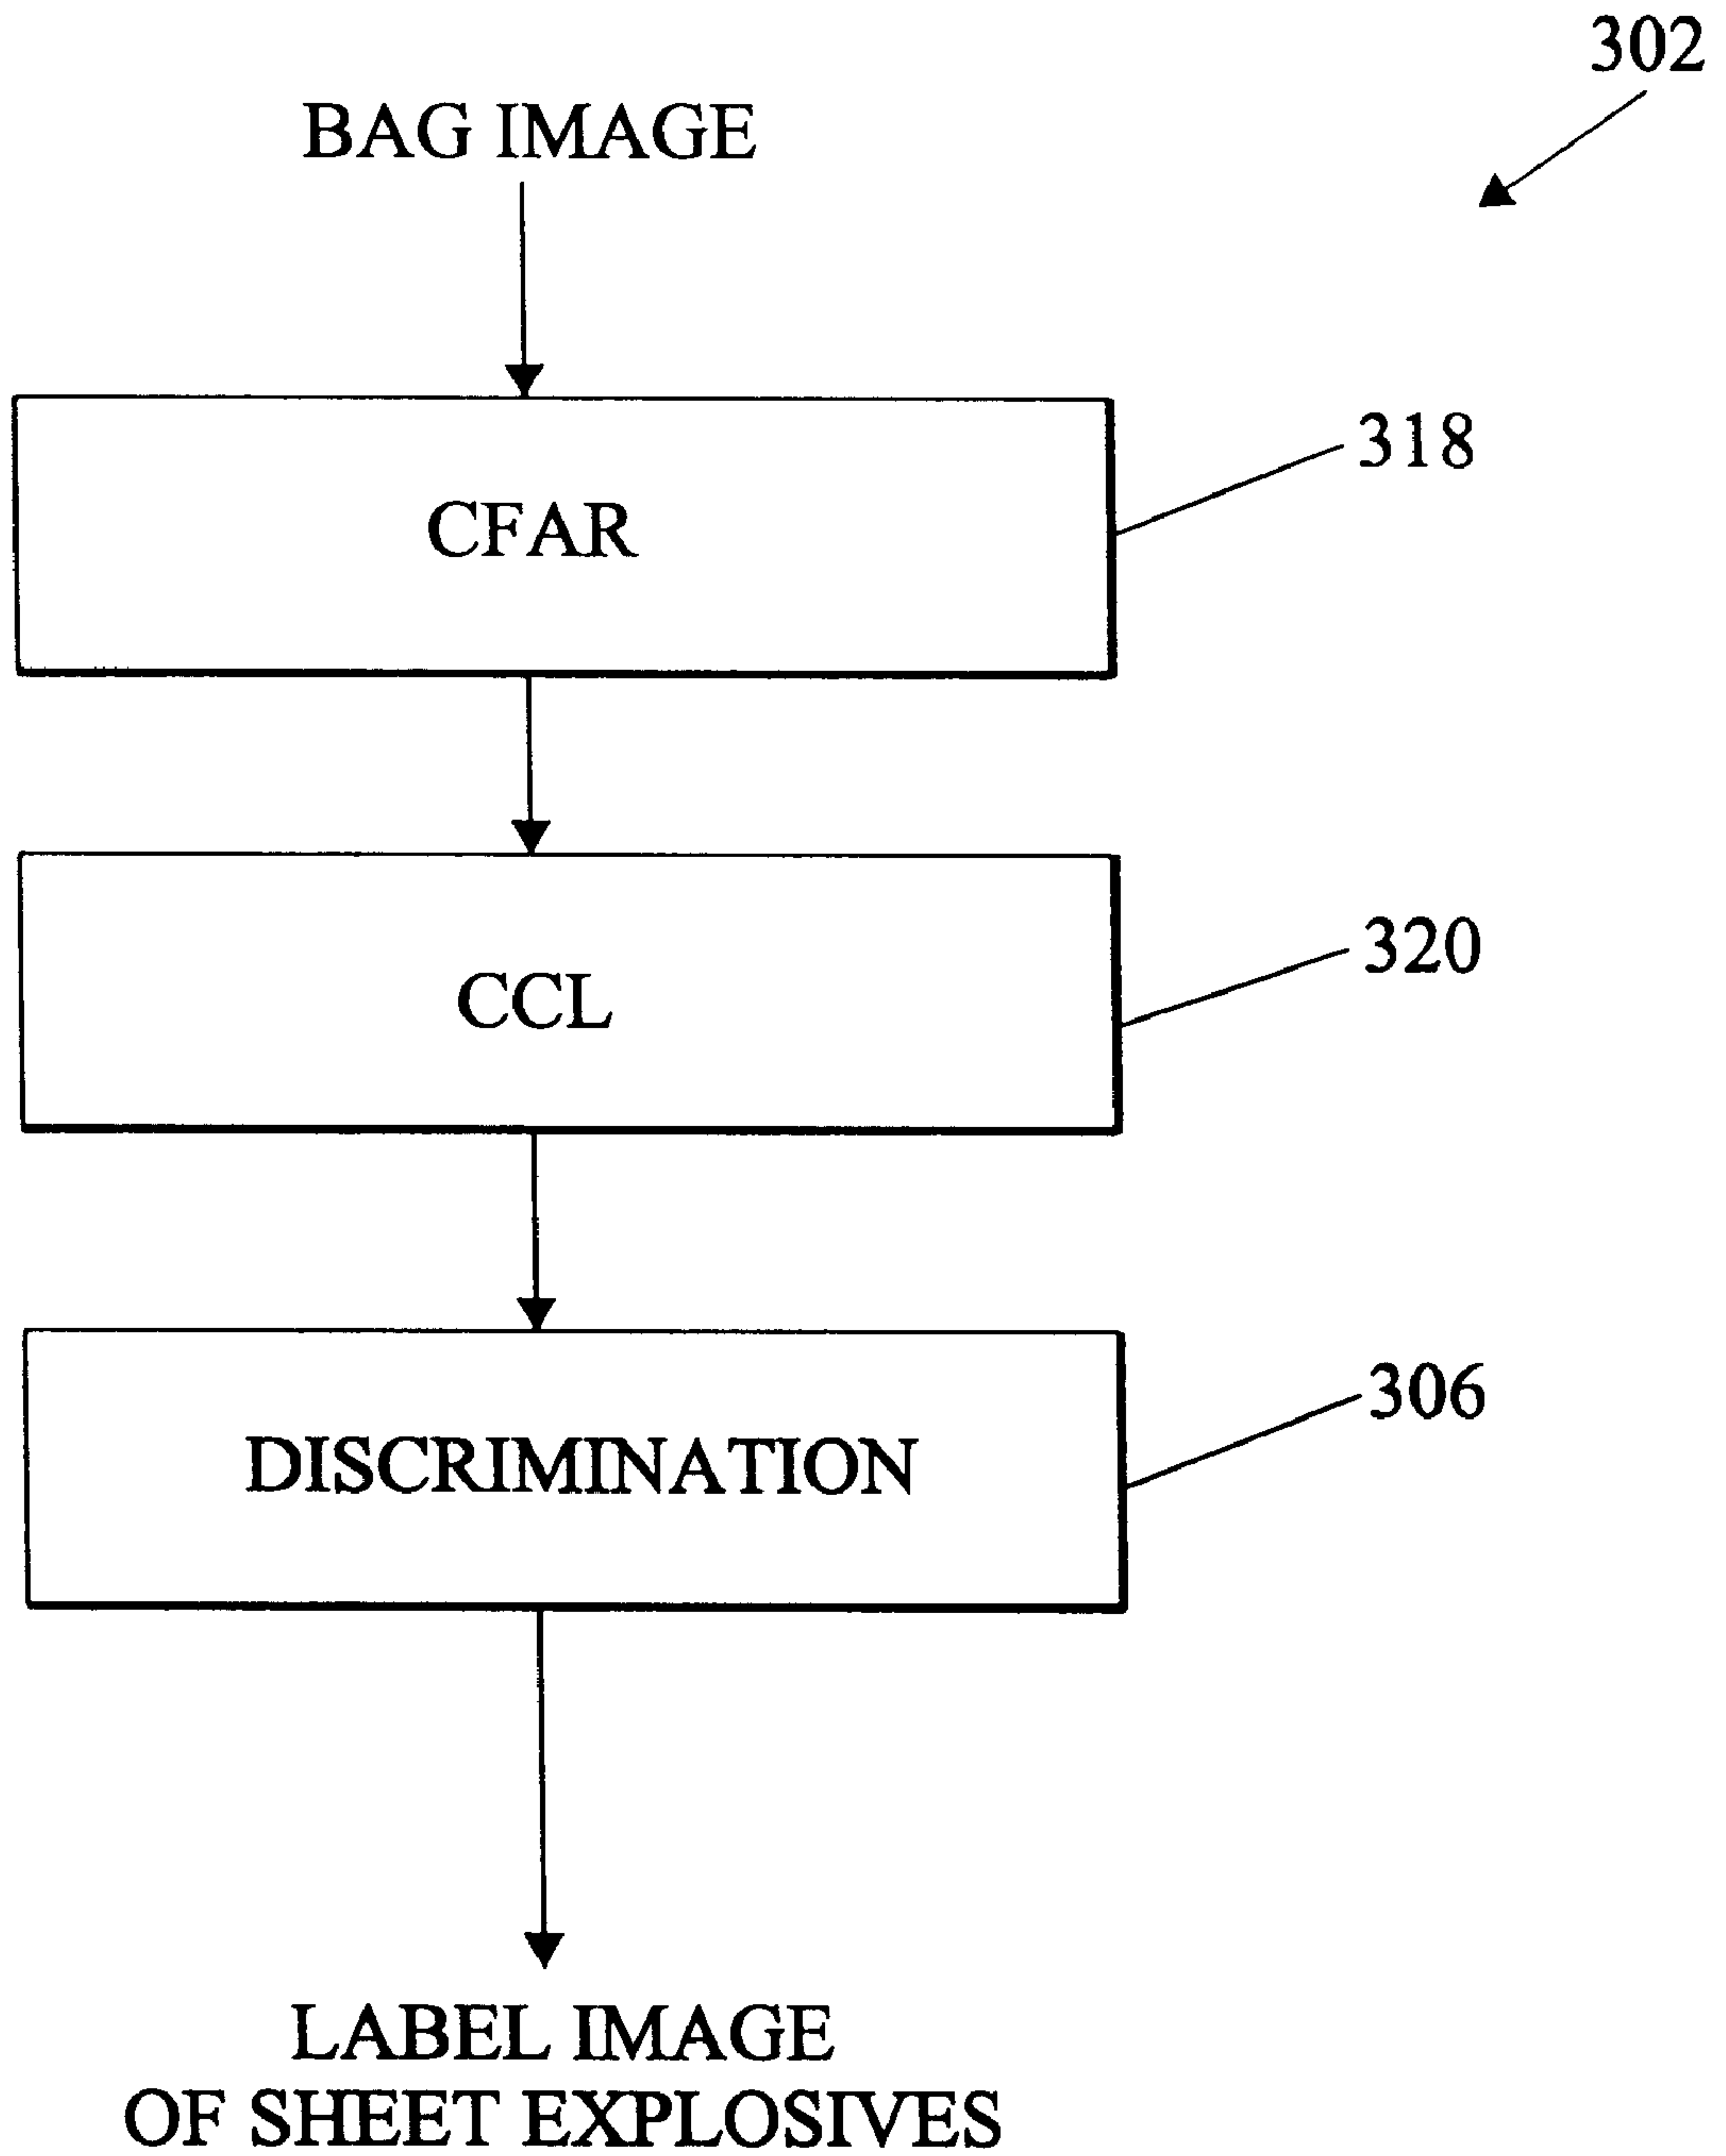 302
BAG IMAGE
318
CFAR
320
CCL
306
DISCRIMINATION
LABEL IMAGE
OF SHEET EXPLOSIVES